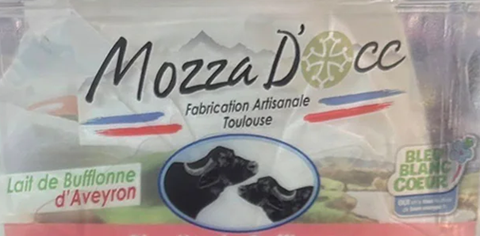 Mozza D'Occ
Fabrication Artisanale
Toulouse
Lait de Bufflonne
d'Aveyron
BLEU
BLANC
COEUR